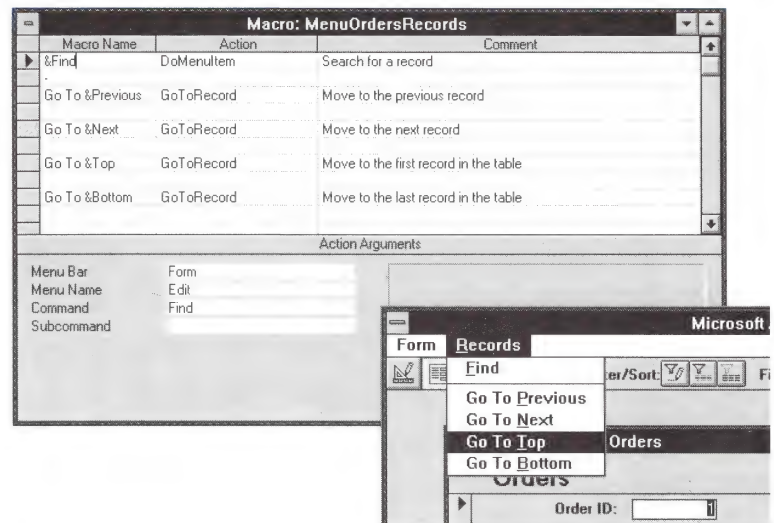 Macro: MenuOrdersRecords
Macro Name Action Comment
&Find DoMenuItem Search for a record
-
Go To &Previous GoToRecord Move to the previous record
Go To &Next GoToRecord Move to the next record
Go To &Top GoToRecord Move to the first record in the table
Go To &Bottom GoToRecord Move to the last record in the table
Action Arguments
Menu Bar Form
Menu Name Edit
Command Find
Subcommand
Microsoft
Form Records
Find
er/Sort: Fi
Go To Previous
Go To Next
Go To Top Orders
Go To Bottom
Orders
Order ID: 1